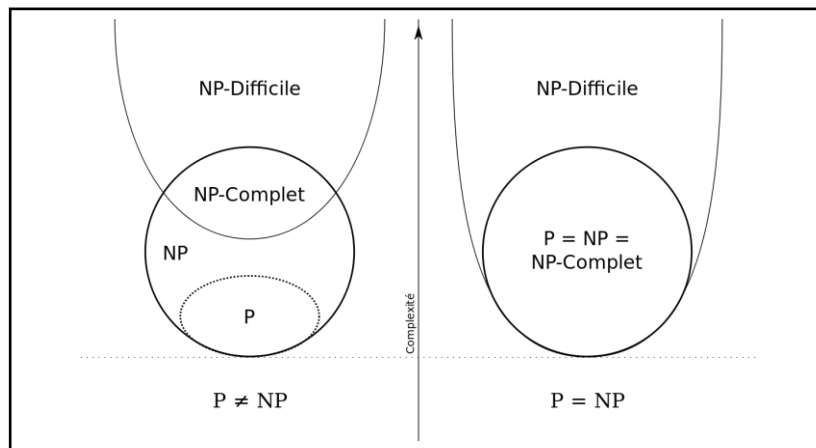 NP-Difficile
NP-Complet
NP
P
P ≠ NP
Complexité
NP-Difficile
P = NP =
NP-Complet
P = NP